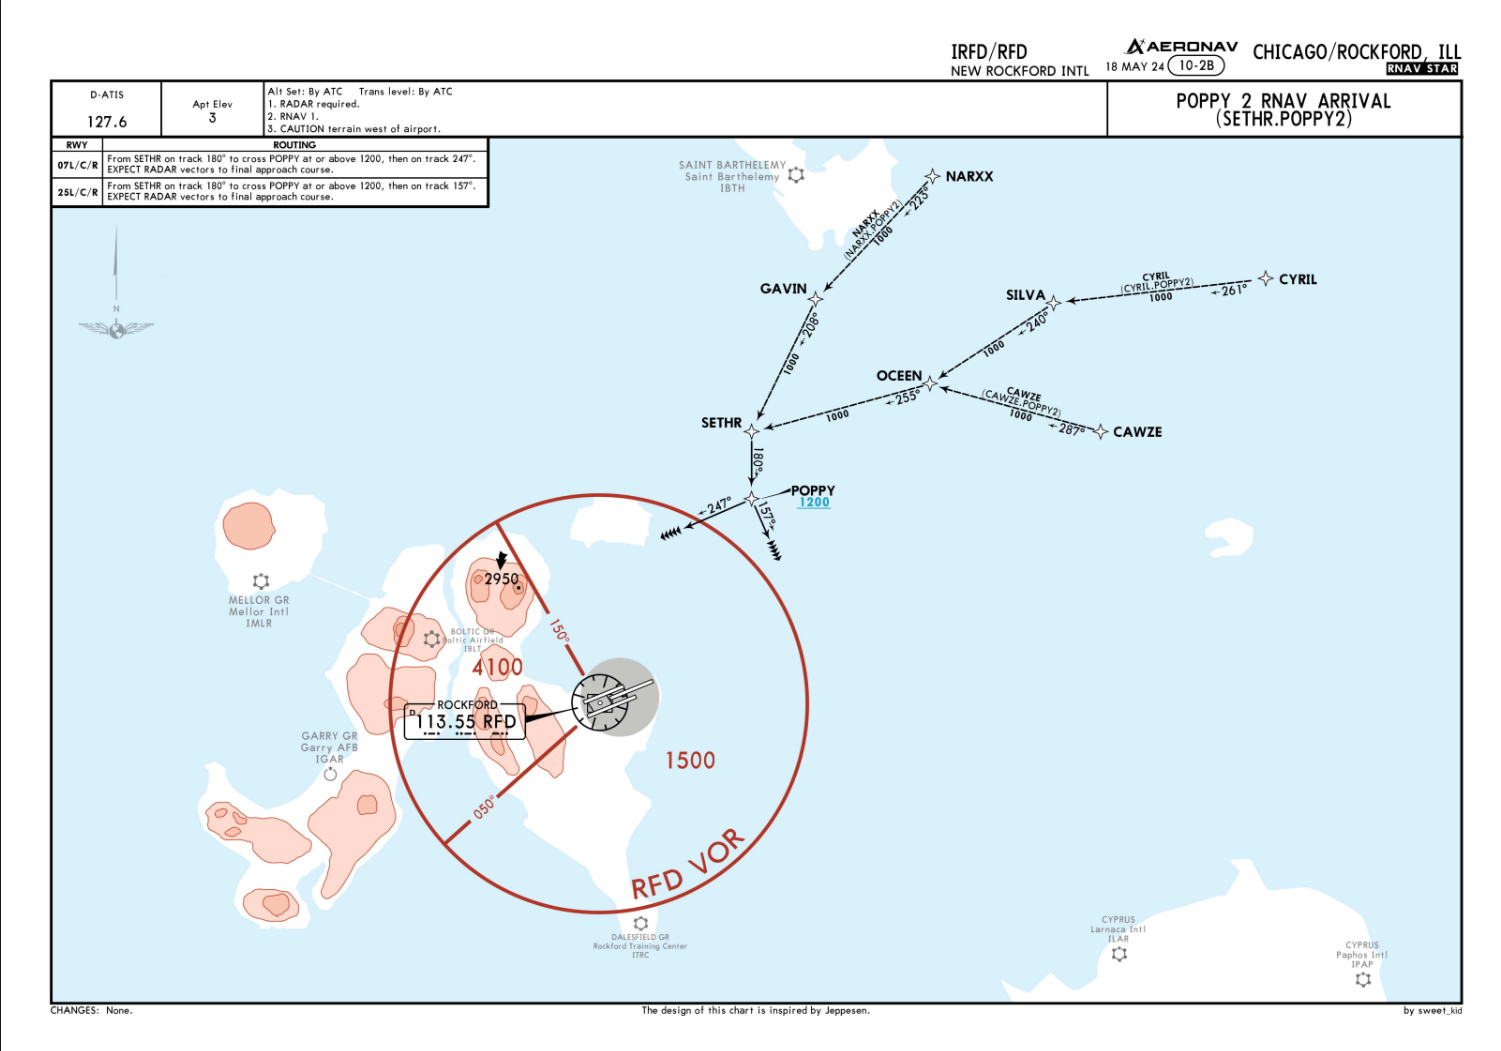 IRFD/RFD
NEW ROCKFORD INTL
AERONAV
18 MAY 24
10-2B
CHICAGO/ROCKFORD, ILL
RNAV STAR
D-ATIS
127.6
Apt Elev
3
Alt Set: By ATC Trans level: By ATC
1. RADAR required.
2. RNAV 1.
3. CAUTION terrain west of airport.
POPPY 2 RNAV ARRIVAL
(SETHR.POPPY2)
RWY
ROUTING
07L/C/R
From SETHR on track 180° to cross POPPY at or above 1200, then on track 247°.
EXPECT RADAR vectors to final approach course.
25L/C/R
From SETHR on track 180° to cross POPPY at or above 1200, then on track 157°.
EXPECT RADAR vectors to final approach course.
N
SAINT BARTHELEMY
Saint Barthelemy
IBTH
NARXX
223°
NARXX
(NARXX.POPPY2)
1000
GAVIN
208°
1000
CYRIL
CYRIL
(CYRIL.POPPY2)
1000
261°
SILVA
240°
1000
OCEEN
255°
1000
CAWZE
(CAWZE.POPPY2)
1000
287°
CAWZE
SETHR
180°
POPPY
1200
247°
157°
2950
MELLOR GR
Mellor Intl
IMLR
BOLTIC GR
Boltic Airfield
IBLT
150°
4100
ROCKFORD
D
113.55 RFD
GARRY GR
Garry AFB
IGAR
1500
050°
RFD VOR
DALESFIELD GR
Rockford Training Center
ITRC
CYPRUS
Larnaca Intl
ILAR
CYPRUS
Paphos Intl
IPAP
CHANGES: None.
The design of this chart is inspired by Jeppesen.
by sweet_kid